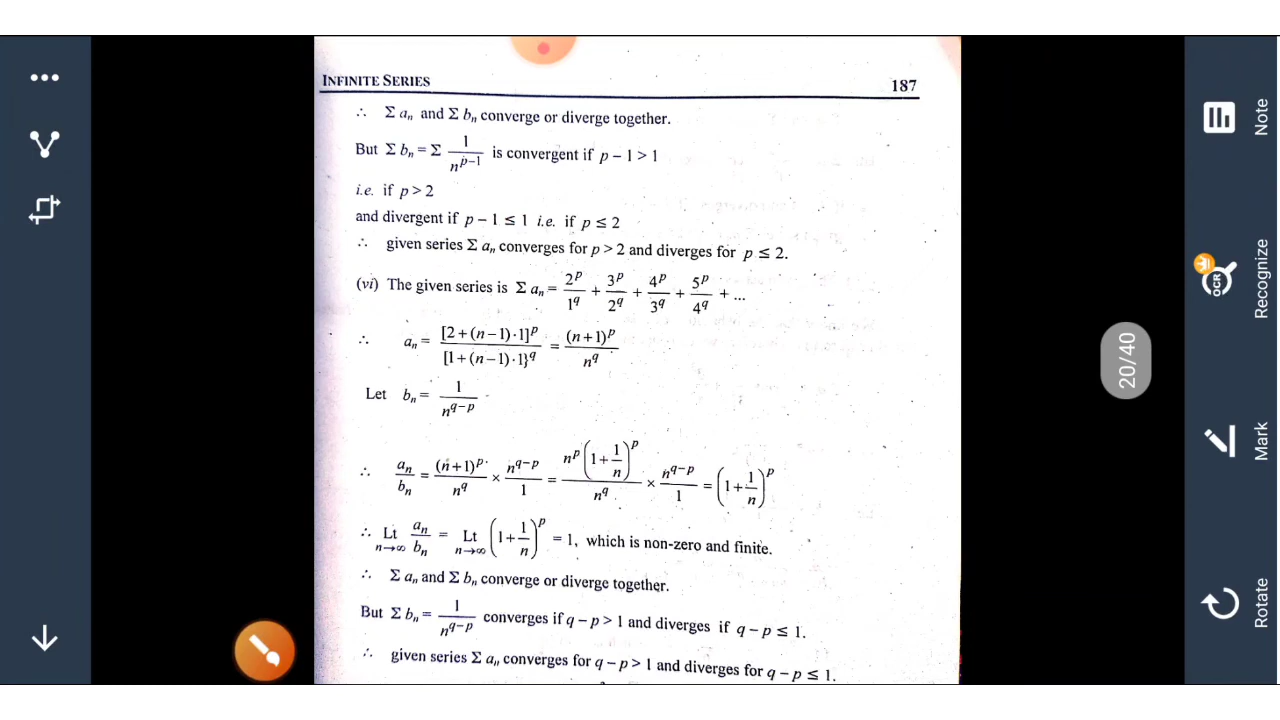 INFINITE SERIES 187
∴ Σ aₙ and Σ bₙ converge or diverge together.
But Σ bₙ = Σ 1/n^(p−1) is convergent if p − 1 > 1
i.e. if p > 2
and divergent if p − 1 ≤ 1 i.e. if p ≤ 2
∴ given series Σ aₙ converges for p > 2 and diverges for p ≤ 2.
(vi) The given series is Σ aₙ = 2^p/1^q + 3^p/2^q + 4^p/3^q + 5^p/4^q + ...
∴ aₙ = [2 + (n−1)·1]^p / [1 + (n−1)·1}^q = (n+1)^p / n^q
Let bₙ = 1/n^(q−p)
∴ aₙ/bₙ = (n+1)^p/n^q × n^(q−p)/1 = n^p(1+1/n)^p / n^q × n^(q−p)/1 = (1+1/n)^p
∴ Lt n→∞ aₙ/bₙ = Lt n→∞ (1+1/n)^p = 1, which is non-zero and finite.
∴ Σ aₙ and Σ bₙ converge or diverge together.
But Σ bₙ = 1/n^(q−p) converges if q − p > 1 and diverges if q − p ≤ 1.
∴ given series Σ aₙ converges for q − p > 1 and diverges for q − p ≤ 1.
20/40
Note
OCR
Recognize
Mark
Rotate